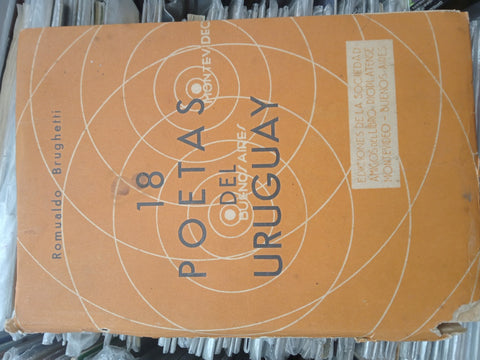 Romualdo Brughetti
18
POETAS
DEL
URUGUAY
MONTEVIDEO
BUENOS AIRES
EDICIONES DE LA SOCIEDAD
AMIGOS del LIBRO RIOPLATENSE
MONTEVIDEO - BUENOS AIRES